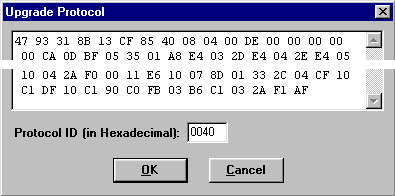 Upgrade Protocol
47 93 31 8B 13 CF 85 40 08 04 00 DE 00 00 00 00
00 CA 0D BF 05 35 01 A8 E4 03 2D E4 04 2E E4 05
10 04 2A F0 00 11 E6 10 07 8D 01 33 2C 04 CF 10
C1 DF 10 C1 90 C0 FB 03 B6 C1 03 2A F1 AF
Protocol ID (in Hexadecimal): 0040
OK Cancel